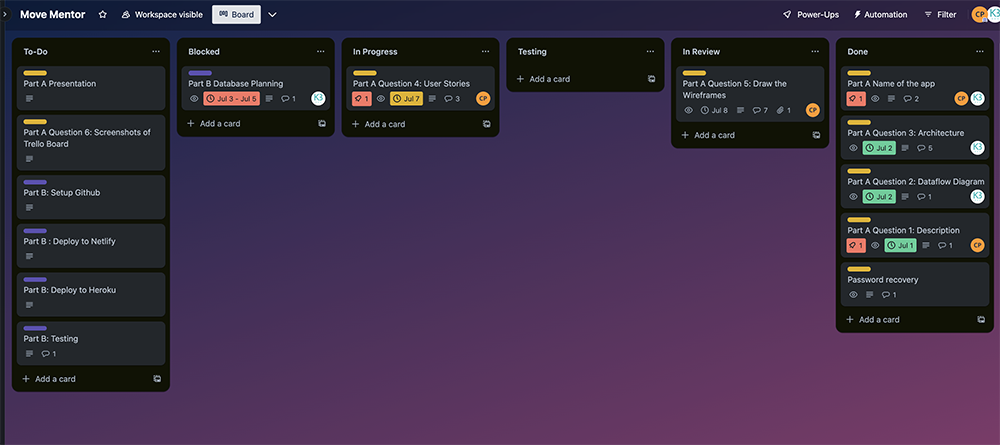 Move Mentor
Workspace visible
Board
Power-Ups
Automation
Filter
CP
K3
To-Do
Part A Presentation
Part A Question 6: Screenshots of
Trello Board
Part B: Setup Github
Part B : Deploy to Netlify
Part B: Deploy to Heroku
Part B: Testing
1
Add a card
Blocked
Part B Database Planning
Jul 3 - Jul 5
1
K3
Add a card
In Progress
Part A Question 4: User Stories
1
Jul 7
3
CP
Add a card
Testing
Add a card
In Review
Part A Question 5: Draw the
Wireframes
Jul 8
7
1
CP
Add a card
Done
Part A Name of the app
1
2
CP
K3
Part A Question 3: Architecture
Jul 2
5
K3
Part A Question 2: Dataflow Diagram
Jul 2
1
K3
Part A Question 1: Description
1
Jul 1
1
CP
Password recovery
1
Add a card